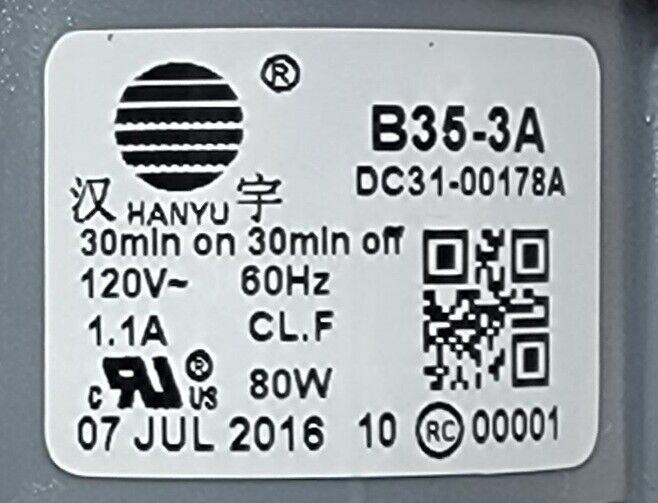 ®
B35-3A
DC31-00178A
汉 HANYU 宇
30min on 30min off
120V~ 60Hz
1.1A CL.F
c RU ® US 80W
07 JUL 2016 10 RC 00001